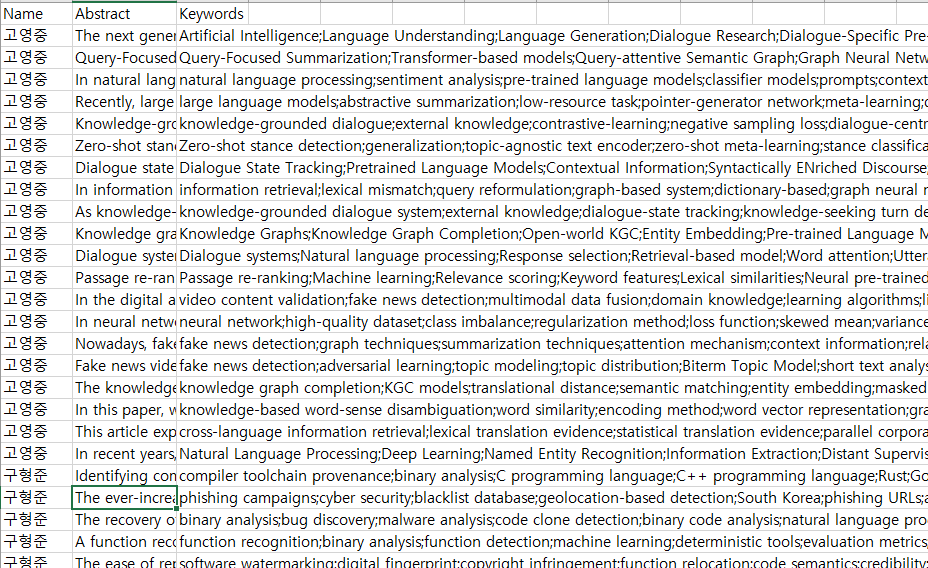 Name Abstract Keywords
고영중 The next gener Artificial Intelligence;Language Understanding;Language Generation;Dialogue Research;Dialogue-Specific Pre-
고영중 Query-Focused Query-Focused Summarization;Transformer-based models;Query-attentive Semantic Graph;Graph Neural Netw
고영중 In natural lang natural language processing;sentiment analysis;pre-trained language models;classifier models;prompts;context
고영중 Recently, large large language models;abstractive summarization;low-resource task;pointer-generator network;meta-learning;
고영중 Knowledge-gro knowledge-grounded dialogue;external knowledge;contrastive-learning;negative sampling loss;dialogue-centr
고영중 Zero-shot stan Zero-shot stance detection;generalization;topic-agnostic text encoder;zero-shot meta-learning;stance classifica
고영중 Dialogue state Dialogue State Tracking;Pretrained Language Models;Contextual Information;Syntactically ENriched Discourse,
고영중 In information information retrieval;lexical mismatch;query reformulation;graph-based system;dictionary-based;graph neural
고영중 As knowledge- knowledge-grounded dialogue system;external knowledge;dialogue-state tracking;knowledge-seeking turn de
고영중 Knowledge gra Knowledge Graphs;Knowledge Graph Completion;Open-world KGC;Entity Embedding;Pre-trained Language M
고영중 Dialogue syste Dialogue systems;Natural language processing;Response selection;Retrieval-based model;Word attention;Utter
고영중 Passage re-ran Passage re-ranking;Machine learning;Relevance scoring;Keyword features;Lexical similarities;Neural pre-trained
고영중 In the digital a video content validation;fake news detection;multimodal data fusion;domain knowledge;learning algorithms;li
고영중 In neural netw neural network;high-quality dataset;class imbalance;regularization method;loss function;skewed mean;variance
고영중 Nowadays, fake fake news detection;graph techniques;summarization techniques;attention mechanism;context information;rela
고영중 Fake news vide fake news detection;adversarial learning;topic modeling;topic distribution;Biterm Topic Model;short text analys
고영중 The knowledge knowledge graph completion;KGC models;translational distance;semantic matching;entity embedding;masked
고영중 In this paper, w knowledge-based word-sense disambiguation;word similarity;encoding method;word vector representation;gra
고영중 This article exp cross-language information retrieval;lexical translation evidence;statistical translation evidence;parallel corpora
고영중 In recent years, Natural Language Processing;Deep Learning;Named Entity Recognition;Information Extraction;Distant Supervis
구형준 Identifying com compiler toolchain provenance;binary analysis;C programming language;C++ programming language;Rust;Go
구형준 The ever-increa phishing campaigns;cyber security;blacklist database;geolocation-based detection;South Korea;phishing URLs;a
구형준 The recovery o binary analysis;bug discovery;malware analysis;code clone detection;binary code analysis;natural language pro
구형준 A function reco function recognition;binary analysis;function detection;machine learning;deterministic tools;evaluation metrics,
구형준 The ease of rep software watermarking;digital fingerprint;copyright infringement;function relocation;code semantics;credibility;